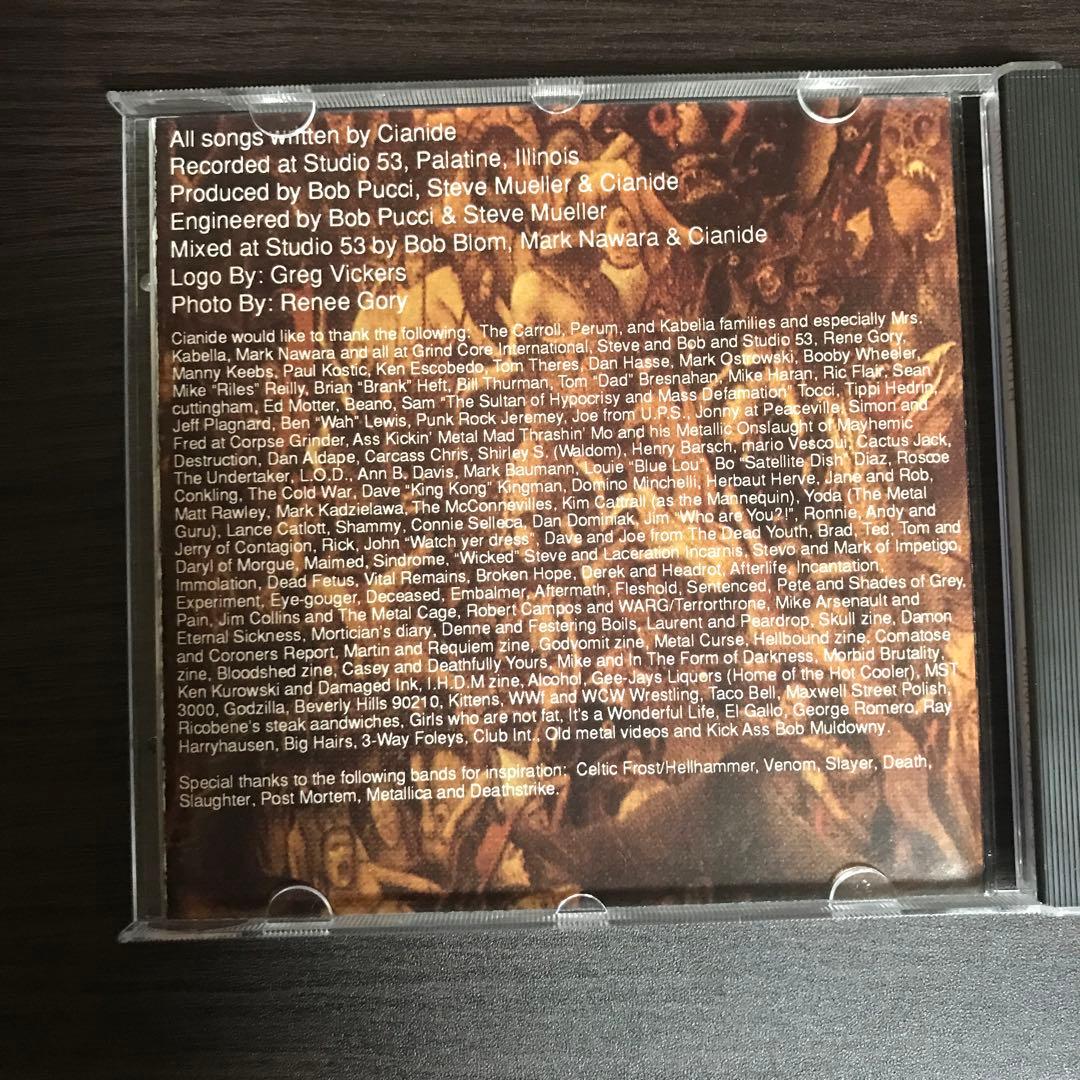 All songs written by Cianide
Recorded at Studio 53, Palatine, Illinois
Produced by Bob Pucci, Steve Mueller & Cianide
Engineered by Bob Pucci & Steve Mueller
Mixed at Studio 53 by Bob Blom, Mark Nawara & Cianide
Logo By: Greg Vickers
Photo By: Renee Gory
Cianide would like to thank the following: The Carroll, Perum, and Kabella families and especially Mrs.
Kabella, Mark Nawara and all at Grind Core International, Steve and Bob and Studio 53, Rene Gory,
Manny Keebs, Paul Kostic, Ken Escobedo, Tom Theres, Dan Hasse, Mark Ostrowski, Booby Wheeler,
Mike "Riles" Reilly, Brian "Brank" Heft, Bill Thurman, Tom "Dad" Bresnahan, Mike Haran, Ric Flair, Sean
cuttingham, Ed Motter, Beano, Sam "The Sultan of Hypocrisy and Mass Defamation" Tocci, Tippi Hedrin,
Jeff Plagnard, Ben "Wah" Lewis, Punk Rock Jeremey, Joe from U.P.S., Jonny at Peaceville, Simon and
Fred at Corpse Grinder, Ass Kickin' Metal Mad Thrashin' Mo and his Metallic Onslaught of Mayhemic
Destruction, Dan Aldape, Carcass Chris, Shirley S. (Waldom), Henry Barsch, mario Vescoui, Cactus Jack,
The Undertaker, L.O.D., Ann B. Davis, Mark Baumann, Louie "Blue Lou" Bo "Satellite Dish" Diaz, Roscoe
Conkling, The Cold War, Dave "King Kong" Kingman, Domino Minchelli, Herbaut Herve, Jane and Rob,
Matt Rawley, Mark Kadzielawa, The McConnevilles, Kim Cattrall (as the Mannequin), Yoda (The Metal
Guru), Lance Catlott, Shammy, Connie Selleca, Dan Dominiak, Jim "Who are You?!", Ronnie, Andy and
Jerry of Contagion, Rick, John "Watch yer dress", Dave and Joe from The Dead Youth, Brad, Ted, Tom and
Daryl of Morgue, Maimed, Sindrome, "Wicked" Steve and Laceration Incarnis, Stevo and Mark of Impetigo,
Immolation, Dead Fetus, Vital Remains, Broken Hope, Derek and Headrot, Afterlife, Incantation,
Experiment, Eye-gouger, Deceased, Embalmer, Aftermath, Fleshold, Sentenced, Pete and Shades of Grey,
Pain, Jim Collins and The Metal Cage, Robert Campos and WARG/Terrorthrone, Mike Arsenault and
Eternal Sickness, Mortician's diary, Denne and Festering Boils, Laurent and Peardrop, Skull zine, Damon
and Coroners Report, Martin and Requiem zine, Godvomit zine, Metal Curse, Hellbound zine, Comatose
zine, Bloodshed zine, Casey and Deathfully Yours, Mike and In The Form of Darkness, Morbid Brutality,
Ken Kurowski and Damaged Ink, I.H.D.M zine, Alcohol, Gee-Jays Liquors (Home of the Hot Cooler), MST
3000, Godzilla, Beverly Hills 90210, Kittens, WWf and WCW Wrestling, Taco Bell, Maxwell Street Polish,
Ricobene's steak aandwiches, Girls who are not fat, It's a Wonderful Life, El Gallo, George Romero, Ray
Harryhausen, Big Hairs, 3-Way Foleys, Club Int., Old metal videos and Kick Ass Bob Muldowny.
Special thanks to the following bands for inspiration: Celtic Frost/Hellhammer, Venom, Slayer, Death,
Slaughter, Post Mortem, Metallica and Deathstrike.